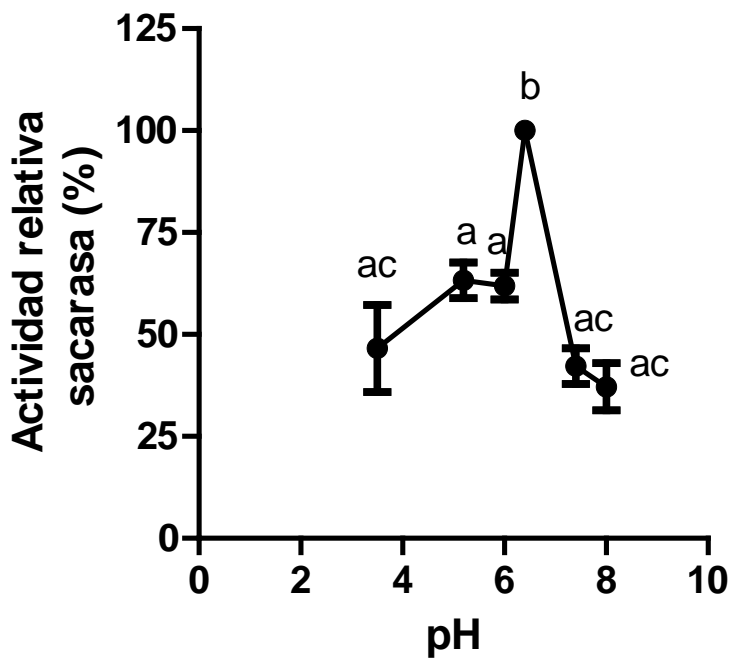 Actividad relativa
sacarasa (%)
125
100
75
50
25
0
b
a
a
ac
ac
ac
0 2 4 6 8 10
pH